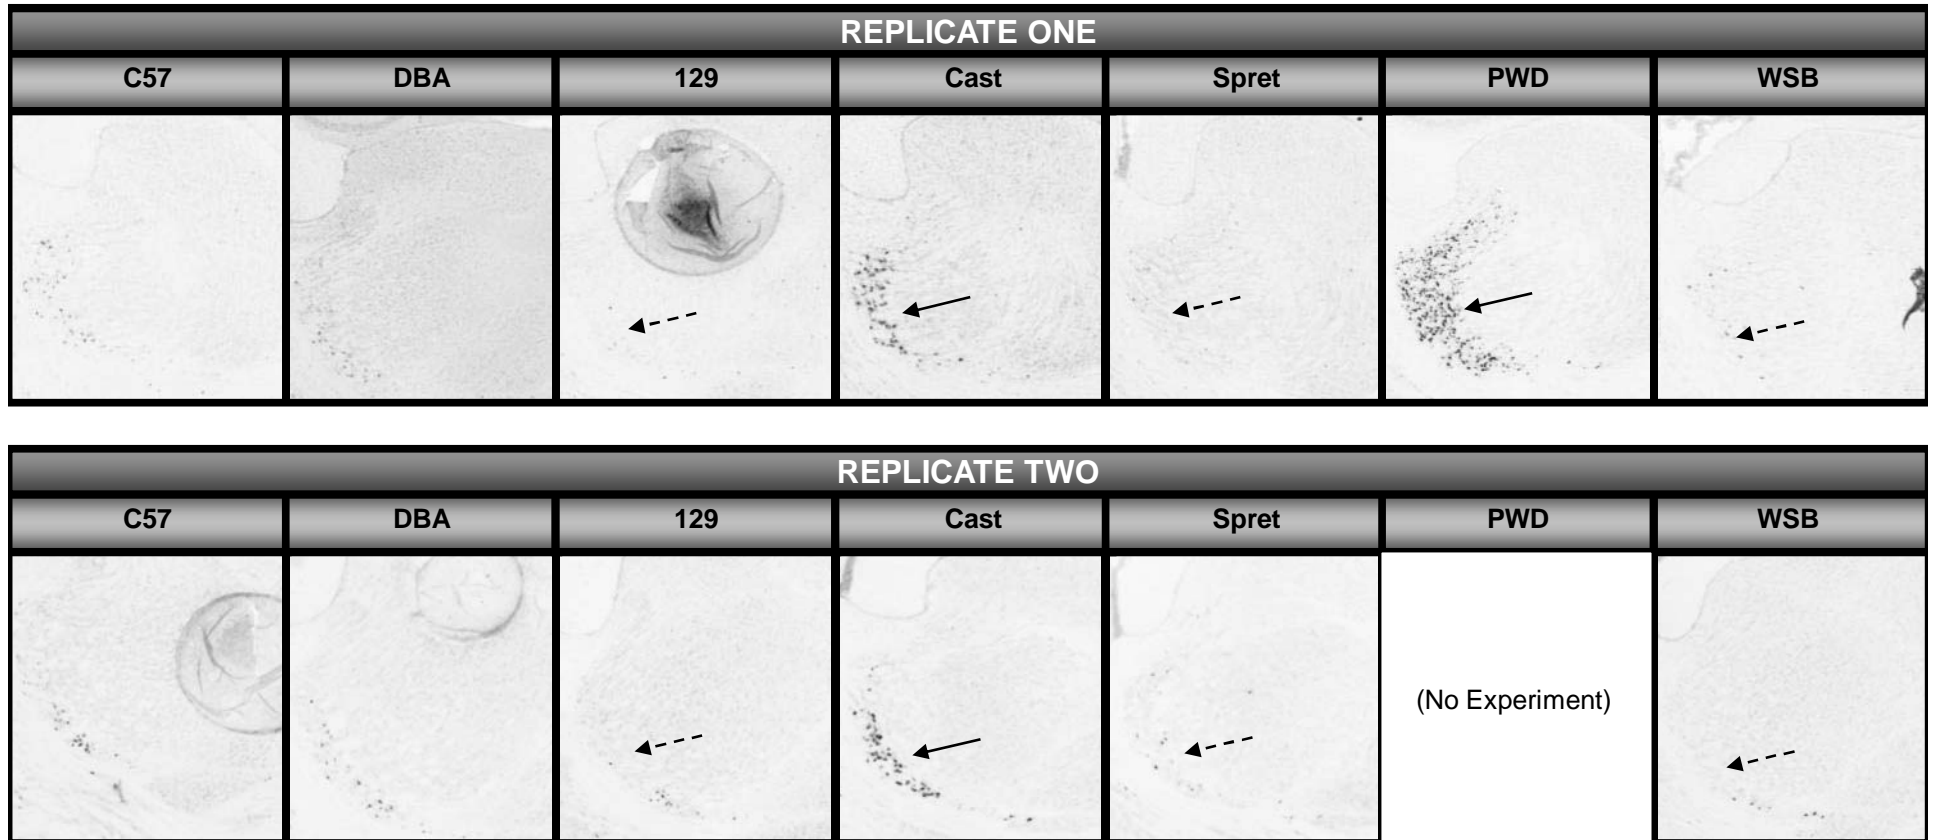 REPLICATE ONE
C57 DBA 129 Cast Spret PWD WSB
REPLICATE TWO
C57 DBA 129 Cast Spret PWD WSB
(No Experiment)